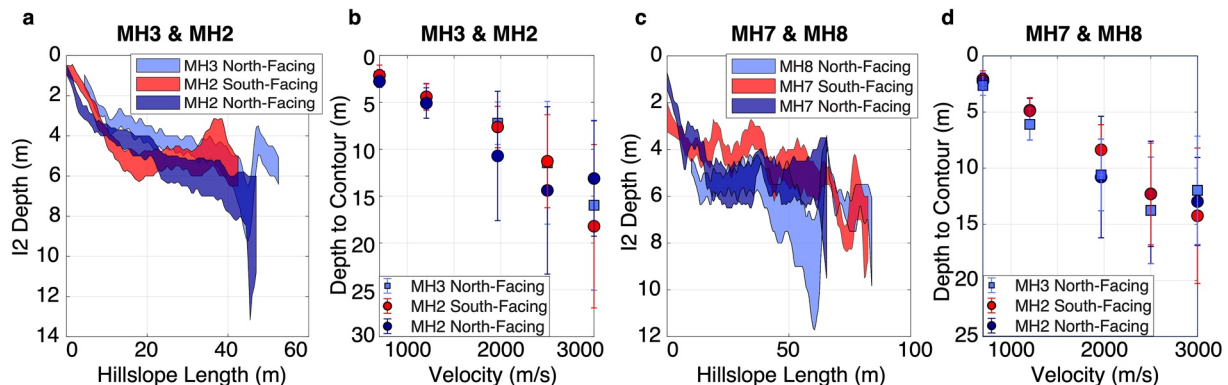 a
MH3 & MH2
I2 Depth (m)
0
2
4
6
8
10
12
14
MH3 North-Facing
MH2 South-Facing
MH2 North-Facing
0
20
40
60
Hillslope Length (m)
b
MH3 & MH2
Depth to Contour (m)
0
5
10
15
20
25
30
MH3 North-Facing
MH2 South-Facing
MH2 North-Facing
1000
2000
3000
Velocity (m/s)
c
MH7 & MH8
I2 Depth (m)
0
2
4
6
8
10
12
MH8 North-Facing
MH7 South-Facing
MH7 North-Facing
0
50
100
Hillslope Length (m)
d
MH7 & MH8
Depth to Contour (m)
0
5
10
15
20
25
MH3 North-Facing
MH2 South-Facing
MH2 North-Facing
1000
2000
3000
Velocity (m/s)